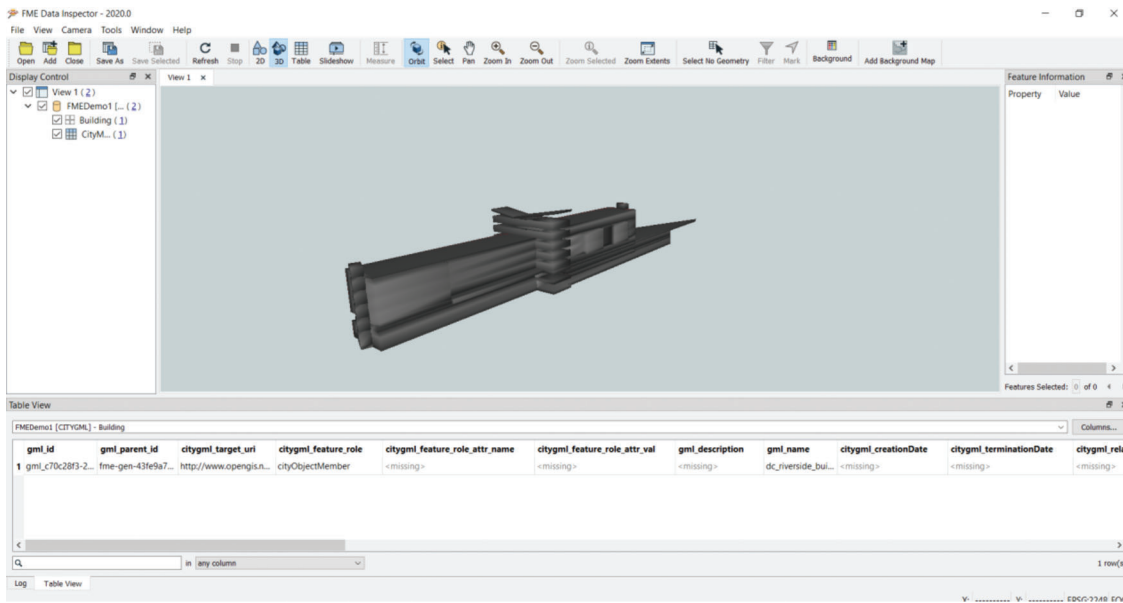 FME Data Inspector - 2020.0
File View Camera Tools Window Help
Open Add Close Save As Save Selected Refresh Stop 2D 3D Table Slideshow Measure Orbit Select Pan Zoom In Zoom Out Zoom Selected Zoom Extents Select No Geometry Filter Mark Background Add Background Map
Display Control
View 1
Feature Information
View 1 (2)
Property Value
FMEDemo1 [... (2)
Building (1)
CityM... (1)
Features Selected: 0 of 0
Table View
FMEDemo1 [CITYGML] - Building
Columns...
gml_id gml_parent_id citygml_target_uri citygml_feature_role citygml_feature_role_attr_name citygml_feature_role_attr_val gml_description gml_name citygml_creationDate citygml_terminationDate citygml_rela
1 gml_c70c28f3-2... fme-gen-43fe9a7... http://www.opengis.n... cityObjectMember <missing> <missing> <missing> dc_riverside_bui... <missing> <missing> <missing>
in any column
1 row(s
Log Table View